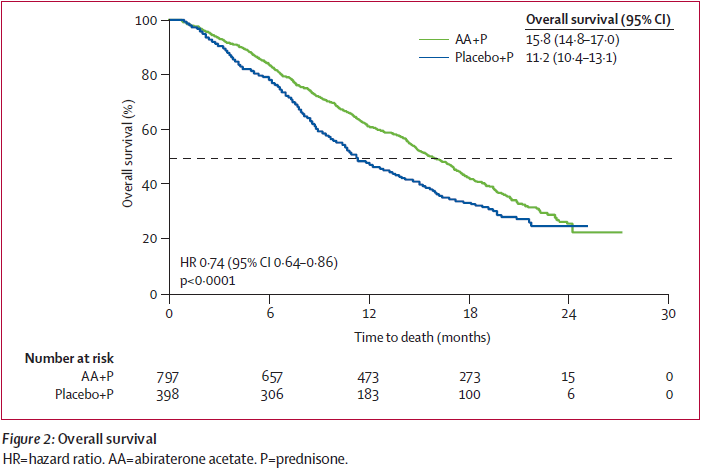 Overall survival (95% CI)
AA+P 15·8 (14·8–17·0)
Placebo+P 11·2 (10·4–13·1)
100
80
60
40
20
0
Overall survival (%)
HR 0·74 (95% CI 0·64–0·86)
p<0·0001
0 6 12 18 24 30
Time to death (months)
Number at risk
AA+P 797 657 473 273 15 0
Placebo+P 398 306 183 100 6 0
Figure 2: Overall survival
HR=hazard ratio. AA=abiraterone acetate. P=prednisone.